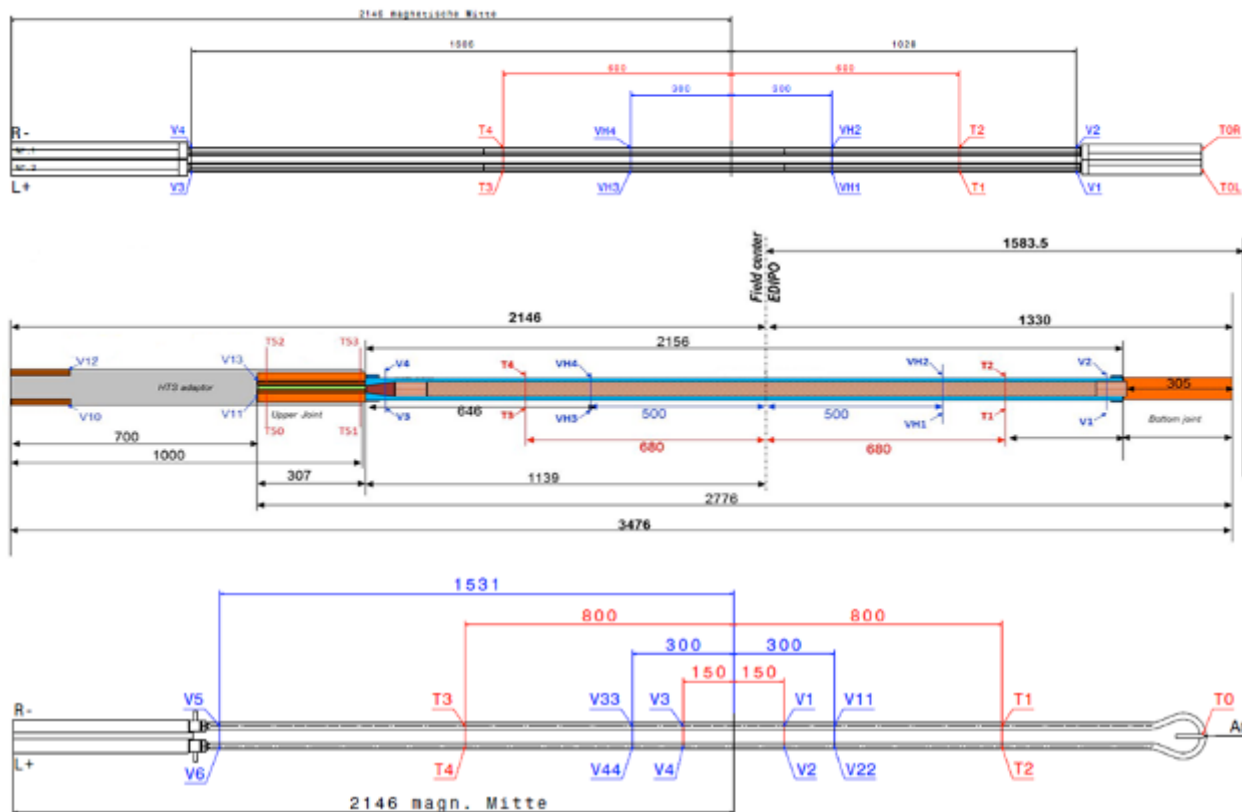 2146 magnetische Mitte
1028
680 680
R- V4 T4 VH4 VH2 T2 V2 T0R
L+ V3 T3 VH3 VH1 T1 V1 T0L
1583.5
Field center
EDIPO
2146 1330
2156
V12 V13 TS2 TS3 V4 T4 VH4 VH2 T2 V2
HTS adaptor 305
V10 V11 Upper Joint V3 646 T3 VH3 500 500 VH1 T1 V1 Bottom joint
TS0 TS1
700 680 680
1000
307 1139
2776
3476
1531
800 800
300 300
150 150
V5 T3 V33 V3 V1 V11 T1 T0
R-
L+
V6 T4 V44 V4 V2 V22 T2
2146 magn. Mitte